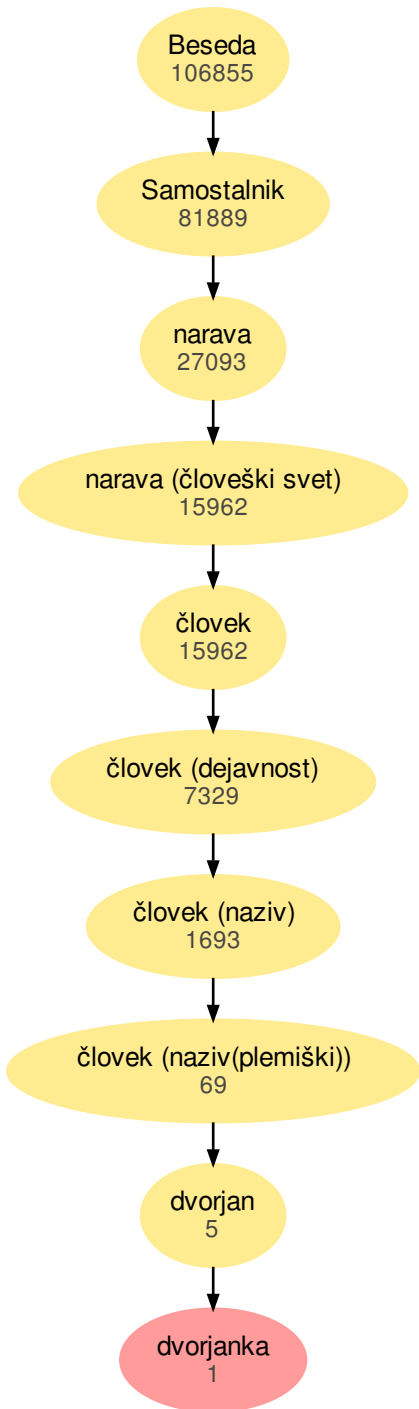 Beseda
106855
Samostalnik
81889
narava
27093
narava (človeški svet)
15962
človek
15962
človek (dejavnost)
7329
človek (naziv)
1693
človek (naziv(plemiški))
69
dvorjan
5
dvorjanka
1